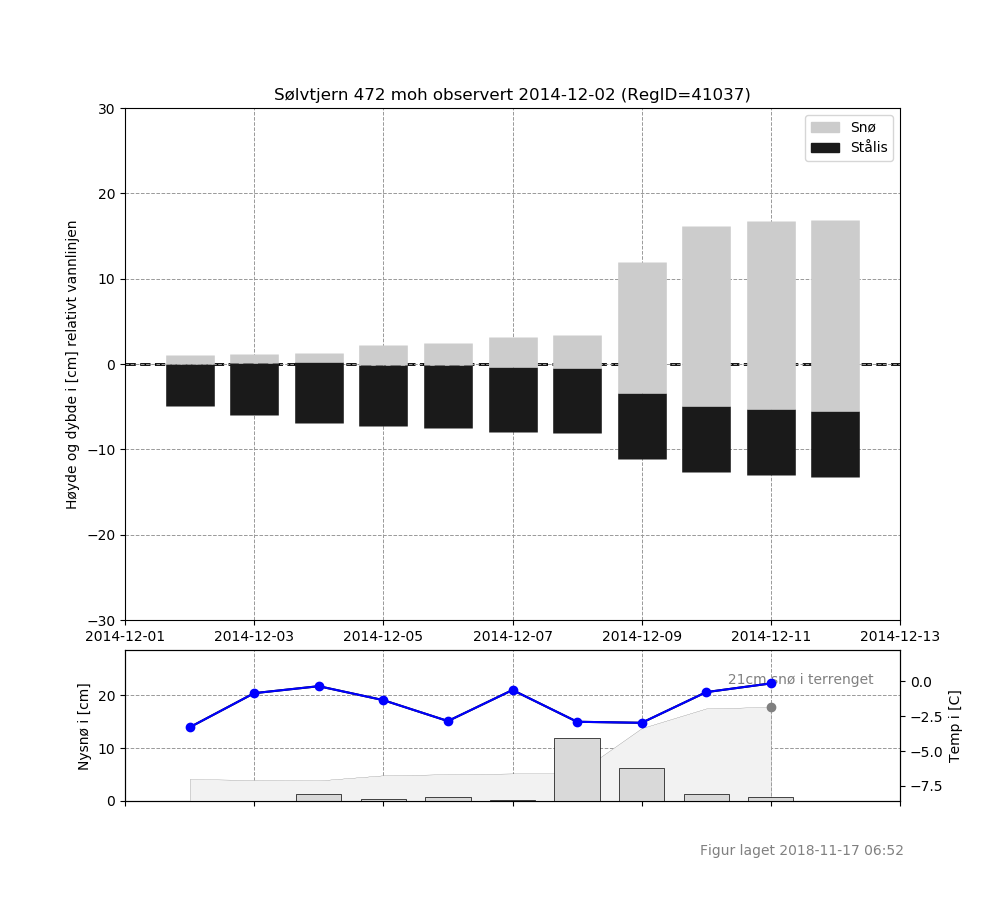 Sølvtjern 472 moh observert 2014-12-02 (RegID=41037)
Snø
Stålis
Høyde og dybde i [cm] relativt vannlinjen
30
20
10
0
−10
−20
−30
2014-12-01 2014-12-03 2014-12-05 2014-12-07 2014-12-09 2014-12-11 2014-12-13
21cm snø i terrenget
Nysnø i [cm]
20
10
0
0.0
−2.5
−5.0
−7.5
Temp i [C]
Figur laget 2018-11-17 06:52